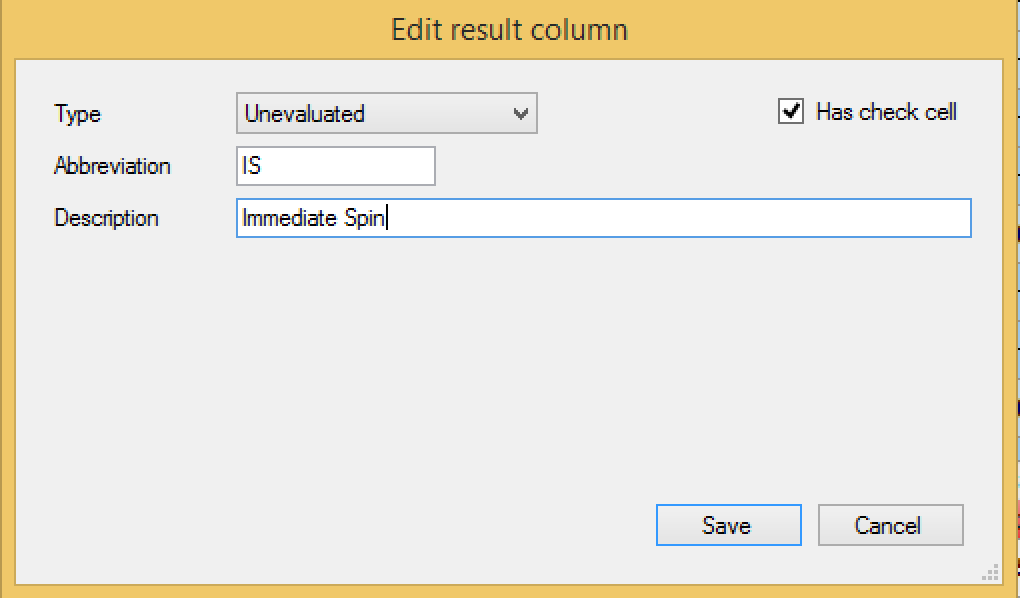 Edit result column
Type Unevaluated Has check cell
Abbreviation IS
Description Immediate Spin
Save Cancel